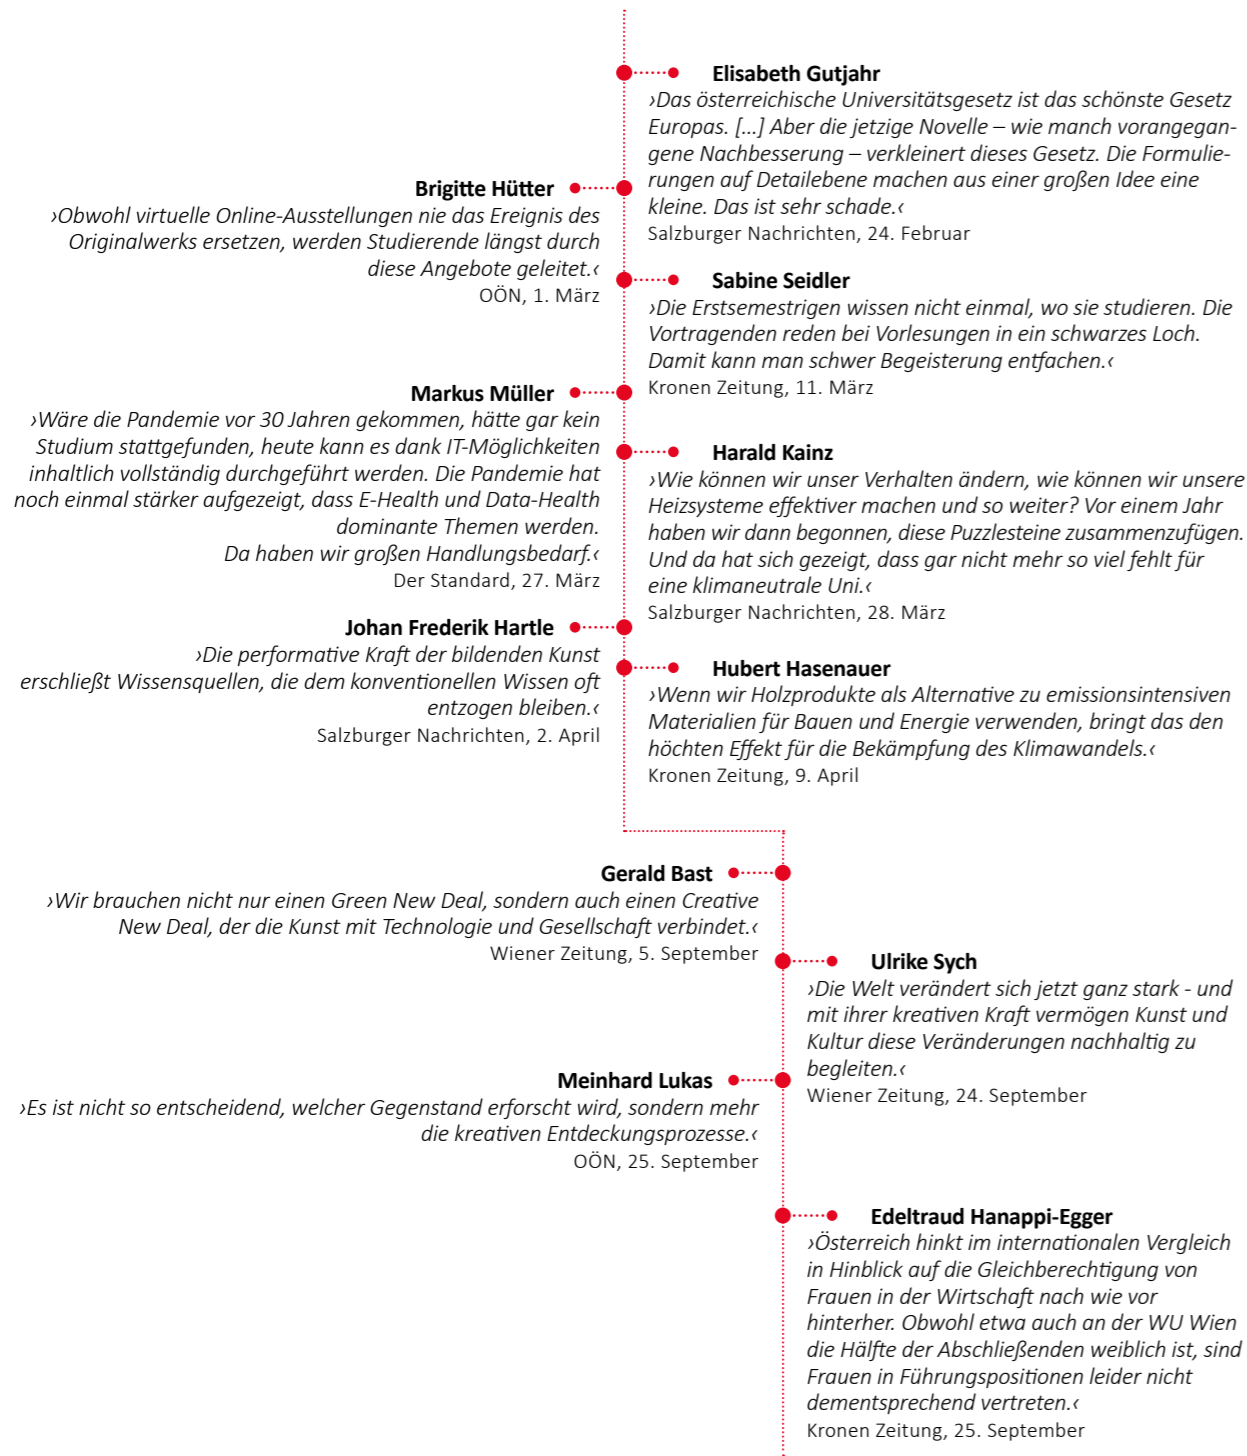 Elisabeth Gutjahr
›Das österreichische Universitätsgesetz ist das schönste Gesetz
Europas. [...] Aber die jetzige Novelle – wie manch vorangegan-
gene Nachbesserung – verkleinert dieses Gesetz. Die Formulie-
rungen auf Detailebene machen aus einer großen Idee eine
kleine. Das ist sehr schade.‹
Salzburger Nachrichten, 24. Februar
Brigitte Hütter
›Obwohl virtuelle Online-Ausstellungen nie das Ereignis des
Originalwerks ersetzen, werden Studierende längst durch
diese Angebote geleitet.‹
OÖN, 1. März
Sabine Seidler
›Die Erstsemestrigen wissen nicht einmal, wo sie studieren. Die
Vortragenden reden bei Vorlesungen in ein schwarzes Loch.
Damit kann man schwer Begeisterung entfachen.‹
Kronen Zeitung, 11. März
Markus Müller
›Wäre die Pandemie vor 30 Jahren gekommen, hätte gar kein
Studium stattgefunden, heute kann es dank IT-Möglichkeiten
inhaltlich vollständig durchgeführt werden. Die Pandemie hat
noch einmal stärker aufgezeigt, dass E-Health und Data-Health
dominante Themen werden.
Da haben wir großen Handlungsbedarf.‹
Der Standard, 27. März
Harald Kainz
›Wie können wir unser Verhalten ändern, wie können wir unsere
Heizsysteme effektiver machen und so weiter? Vor einem Jahr
haben wir dann begonnen, diese Puzzlesteine zusammenzufügen.
Und da hat sich gezeigt, dass gar nicht mehr so viel fehlt für
eine klimaneutrale Uni.‹
Salzburger Nachrichten, 28. März
Johan Frederik Hartle
›Die performative Kraft der bildenden Kunst
erschließt Wissensquellen, die dem konventionellen Wissen oft
entzogen bleiben.‹
Salzburger Nachrichten, 2. April
Hubert Hasenauer
›Wenn wir Holzprodukte als Alternative zu emissionsintensiven
Materialien für Bauen und Energie verwenden, bringt das den
höchten Effekt für die Bekämpfung des Klimawandels.‹
Kronen Zeitung, 9. April
Gerald Bast
›Wir brauchen nicht nur einen Green New Deal, sondern auch einen Creative
New Deal, der die Kunst mit Technologie und Gesellschaft verbindet.‹
Wiener Zeitung, 5. September
Ulrike Sych
›Die Welt verändert sich jetzt ganz stark - und
mit ihrer kreativen Kraft vermögen Kunst und
Kultur diese Veränderungen nachhaltig zu
begleiten.‹
Wiener Zeitung, 24. September
Meinhard Lukas
›Es ist nicht so entscheidend, welcher Gegenstand erforscht wird, sondern mehr
die kreativen Entdeckungsprozesse.‹
OÖN, 25. September
Edeltraud Hanappi-Egger
›Österreich hinkt im internationalen Vergleich
in Hinblick auf die Gleichberechtigung von
Frauen in der Wirtschaft nach wie vor
hinterher. Obwohl etwa auch an der WU Wien
die Hälfte der Abschließenden weiblich ist, sind
Frauen in Führungspositionen leider nicht
dementsprechend vertreten.‹
Kronen Zeitung, 25. September